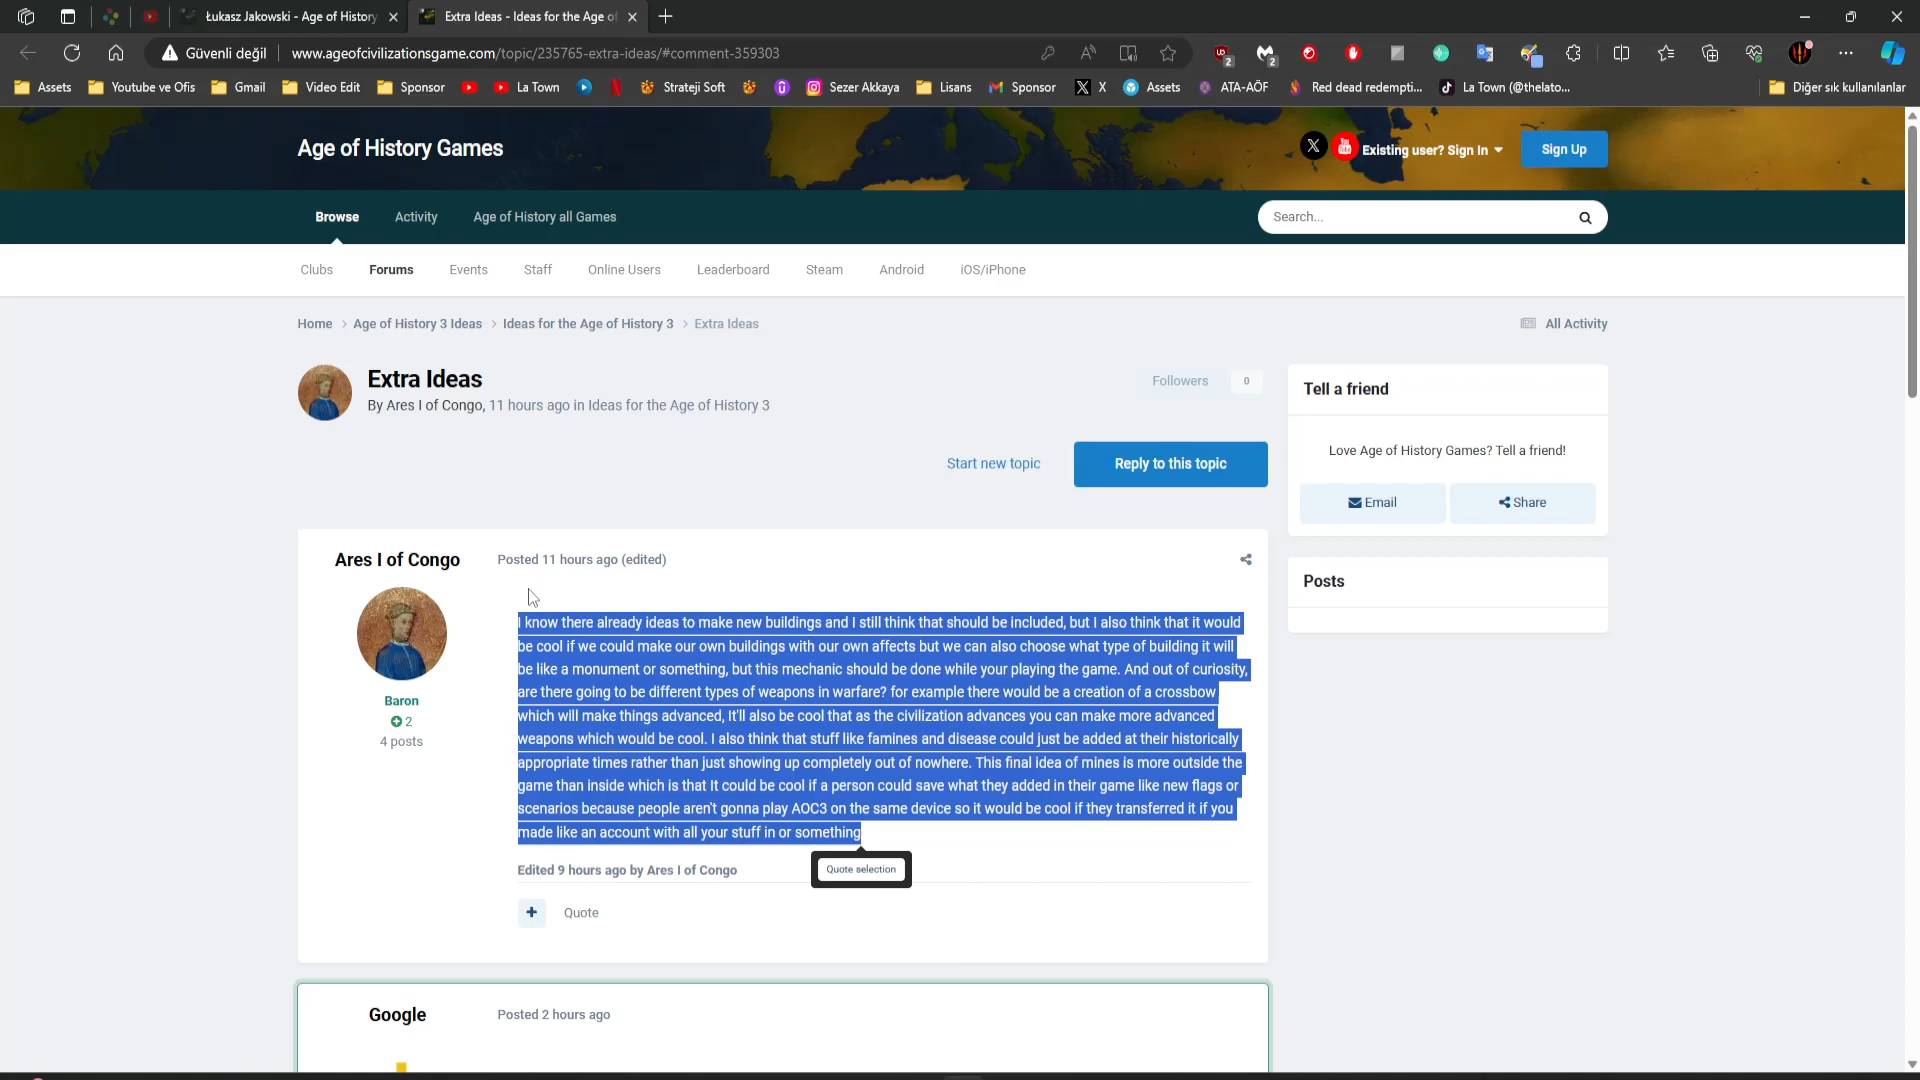 Łukasz Jakowski - Age of History
Extra Ideas - Ideas for the Age of
Güvenli değil
www.ageofcivilizationsgame.com/topic/235765-extra-ideas/#comment-359303
2
2
Assets
Youtube ve Ofis
Gmail
Video Edit
Sponsor
La Town
Strateji Soft
Sezer Akkaya
Lisans
Sponsor
X
Assets
ATA-AÖF
Red dead redempti...
La Town (@thelato...
Diğer sık kullanılanlar
Age of History Games
Existing user? Sign In
Sign Up
Browse
Activity
Age of History all Games
Search...
Clubs
Forums
Events
Staff
Online Users
Leaderboard
Steam
Android
iOS/iPhone
Home
Age of History 3 Ideas
Ideas for the Age of History 3
Extra Ideas
All Activity
Extra Ideas
By Ares I of Congo, 11 hours ago in Ideas for the Age of History 3
Followers
0
Start new topic
Reply to this topic
Tell a friend
Love Age of History Games? Tell a friend!
Email
Share
Posts
Ares I of Congo
Posted 11 hours ago (edited)
Baron
2
4 posts
I know there already ideas to make new buildings and I still think that should be included, but I also think that it would
be cool if we could make our own buildings with our own affects but we can also choose what type of building it will
be like a monument or something, but this mechanic should be done while your playing the game. And out of curiosity,
are there going to be different types of weapons in warfare? for example there would be a creation of a crossbow
which will make things advanced, It'll also be cool that as the civilization advances you can make more advanced
weapons which would be cool. I also think that stuff like famines and disease could just be added at their historically
appropriate times rather than just showing up completely out of nowhere. This final idea of mines is more outside the
game than inside which is that It could be cool if a person could save what they added in their game like new flags or
scenarios because people aren't gonna play AOC3 on the same device so it would be cool if they transferred it if you
made like an account with all your stuff in or something
Edited 9 hours ago by Ares I of Congo
Quote selection
+
Quote
Google
Posted 2 hours ago